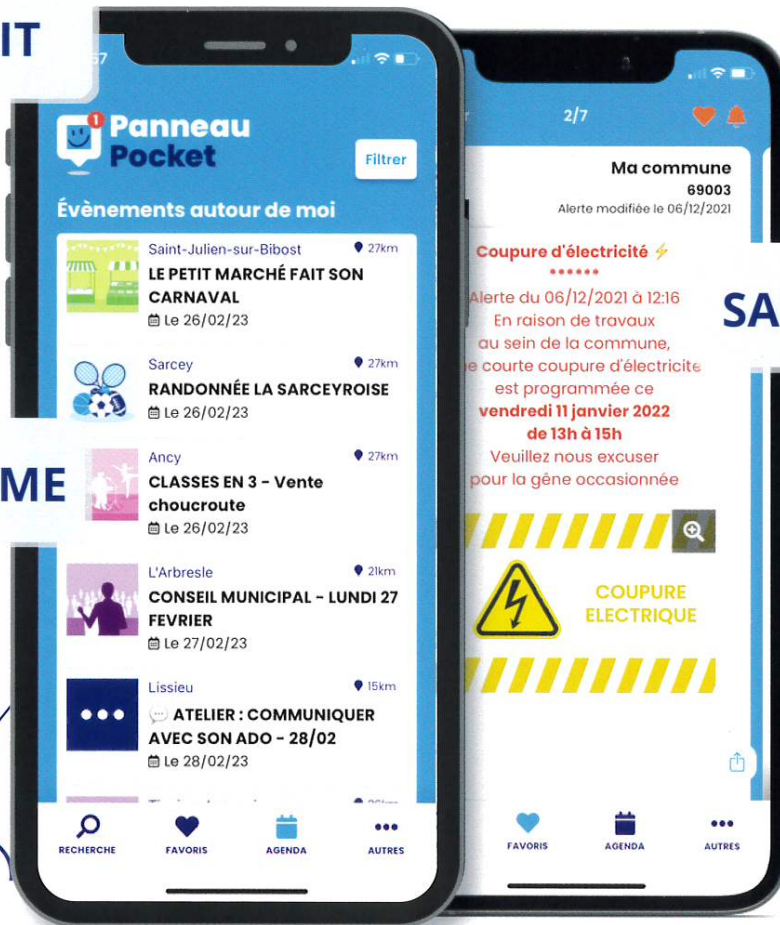 IT
57
1
Panneau
Pocket
Filtrer
Évènements autour de moi
Saint-Julien-sur-Bibost 27km
LE PETIT MARCHÉ FAIT SON
CARNAVAL
Le 26/02/23
Sarcey 27km
RANDONNÉE LA SARCEYROISE
Le 26/02/23
Ancy 27km
CLASSES EN 3 - Vente
choucroute
Le 26/02/23
L'Arbresle 21km
CONSEIL MUNICIPAL - LUNDI 27
FEVRIER
Le 27/02/23
Lissieu 15km
ATELIER : COMMUNIQUER
AVEC SON ADO - 28/02
Le 28/02/23
RECHERCHE FAVORIS AGENDA AUTRES
ME
2/7
Ma commune
69003
Alerte modifiée le 06/12/2021
Coupure d'électricité
******
Alerte du 06/12/2021 à 12:16
En raison de travaux
au sein de la commune,
ne courte coupure d'électricité
est programmée ce
vendredi 11 janvier 2022
de 13h à 15h
Veuillez nous excuser
pour la gêne occasionnée
COUPURE
ELECTRIQUE
FAVORIS AGENDA AUTRES
SA